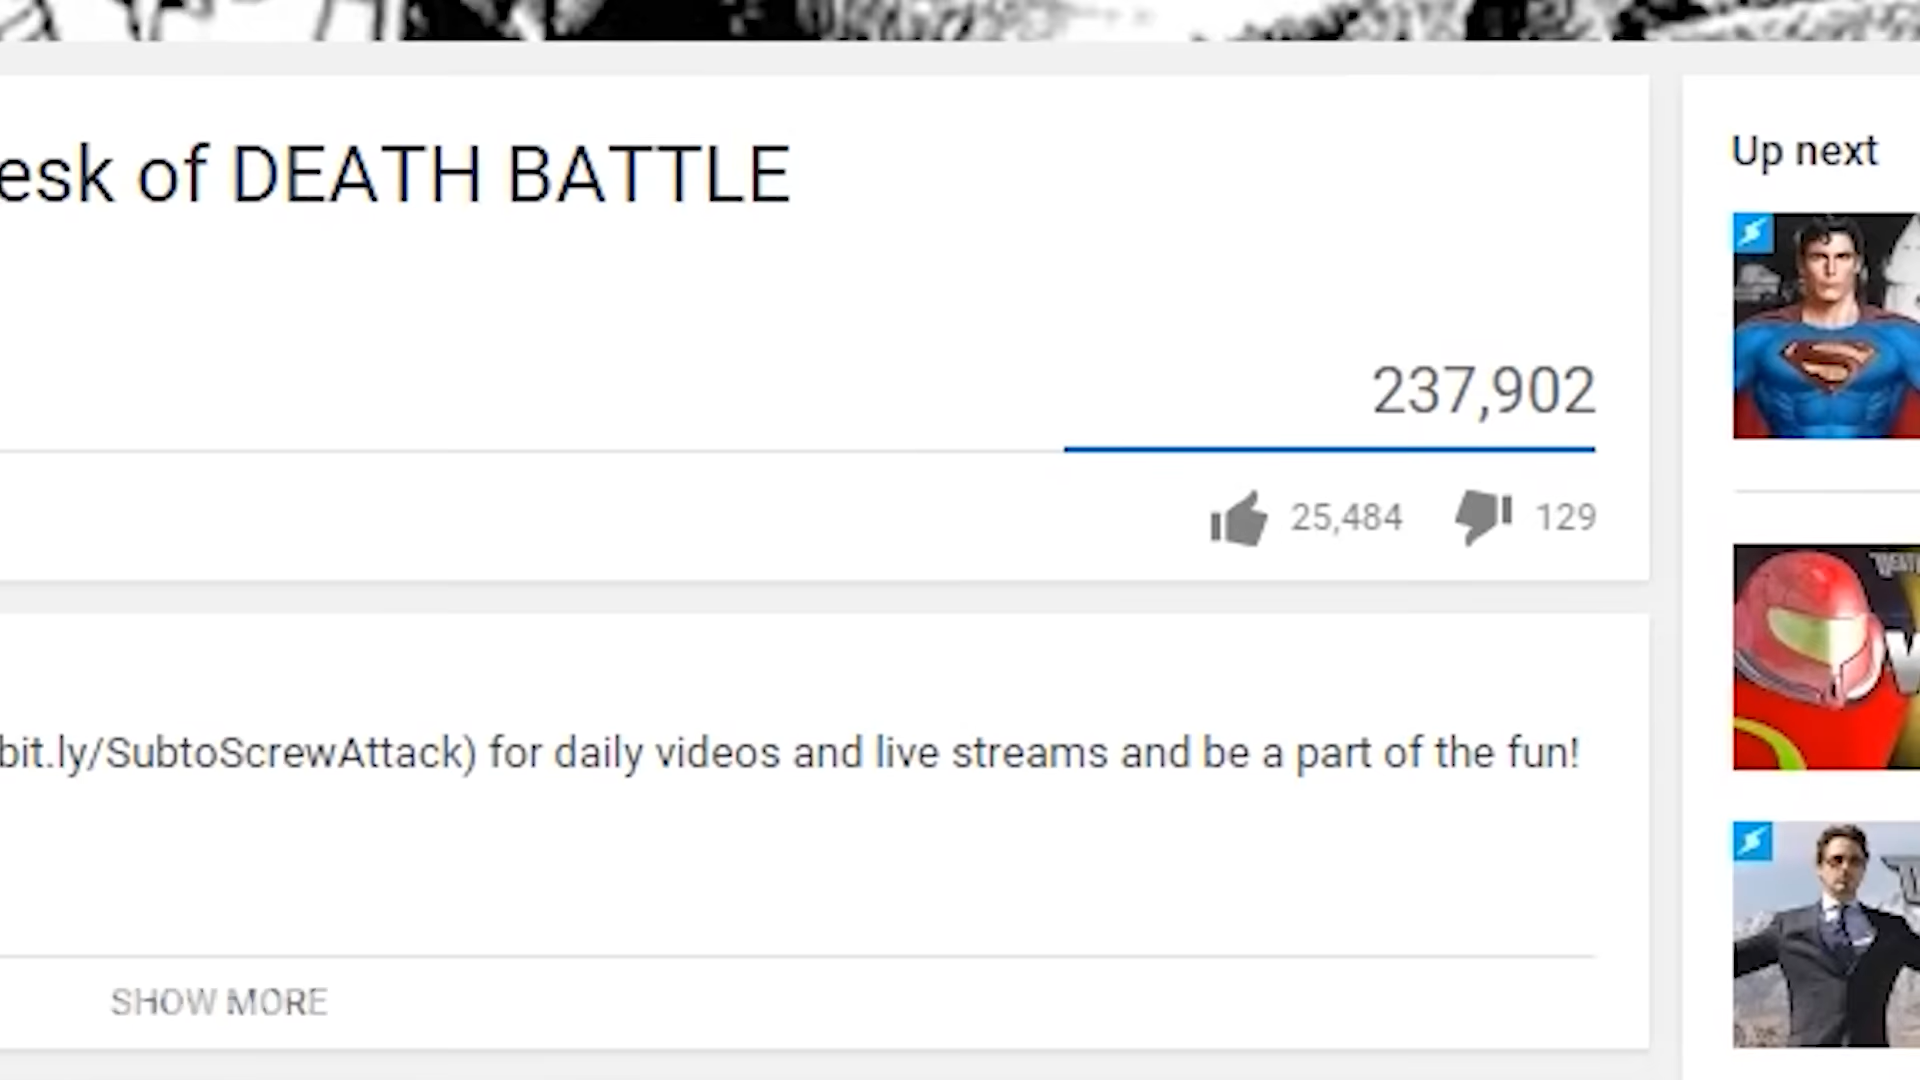 esk of DEATH BATTLE
Up next
237,902
25,484 129
bit.ly/SubtoScrewAttack) for daily videos and live streams and be a part of the fun!
SHOW MORE